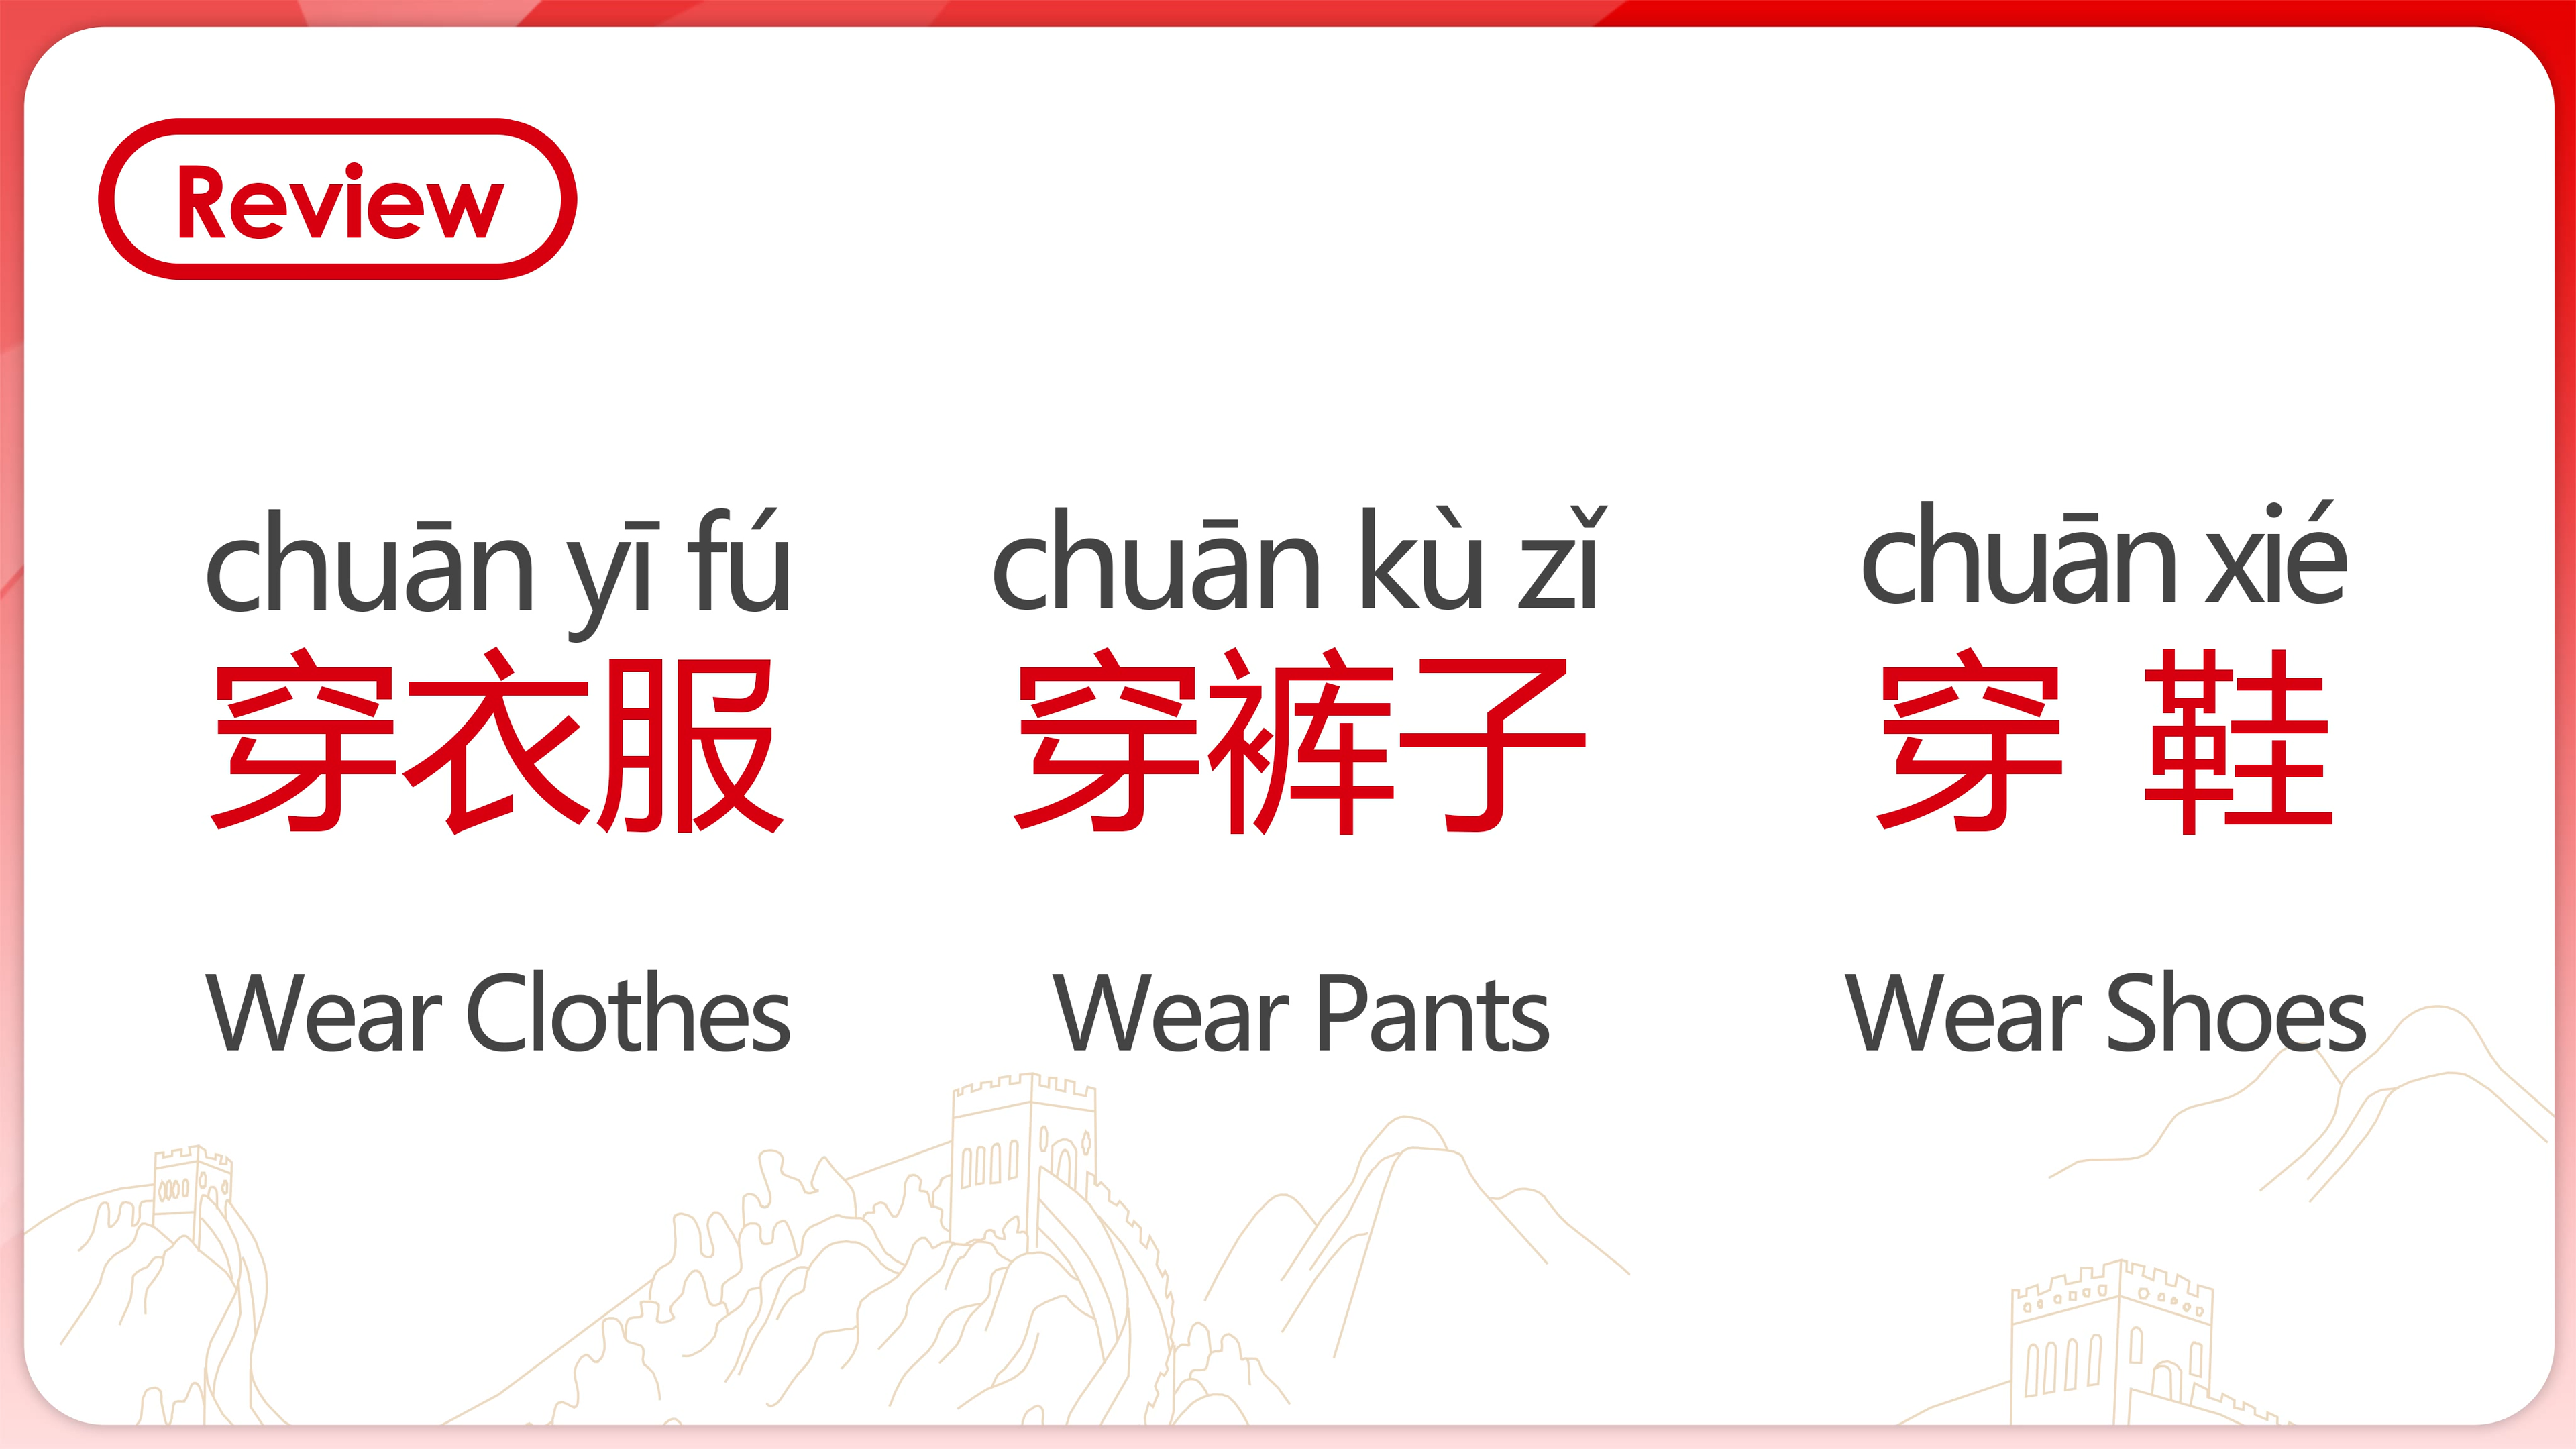 Review
chuān yī fú
穿衣服
Wear Clothes
chuān kù zǐ
穿裤子
Wear Pants
chuān xié
穿 鞋
Wear Shoes